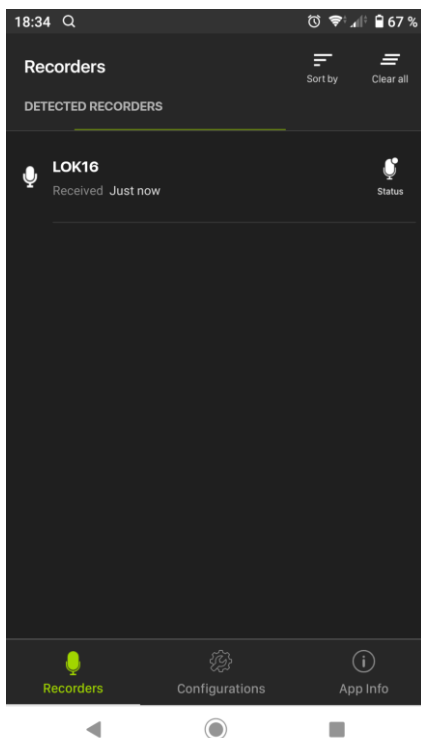 18:34 67 %
Recorders
Sort by Clear all
DETECTED RECORDERS
LOK16
Received Just now
Status
Recorders Configurations App Info